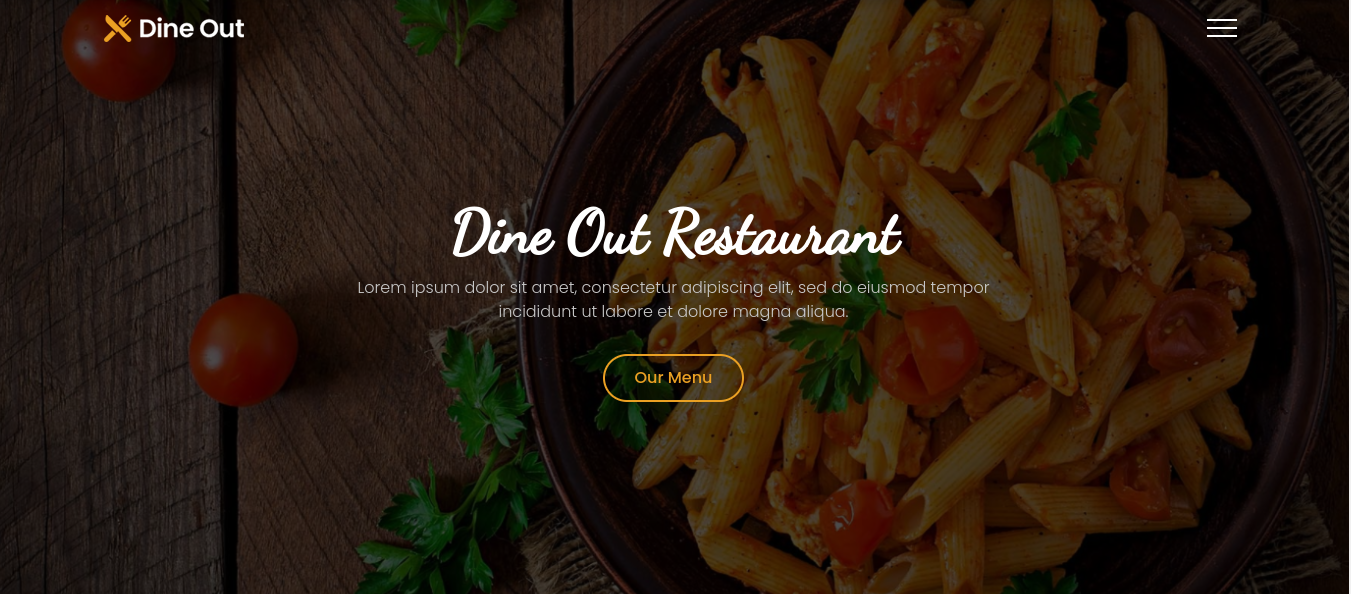 Dine Out
Dine Out Restaurant
Lorem ipsum dolor sit amet, consectetur adipiscing elit, sed do eiusmod tempor
incididunt ut labore et dolore magna aliqua.
Our Menu